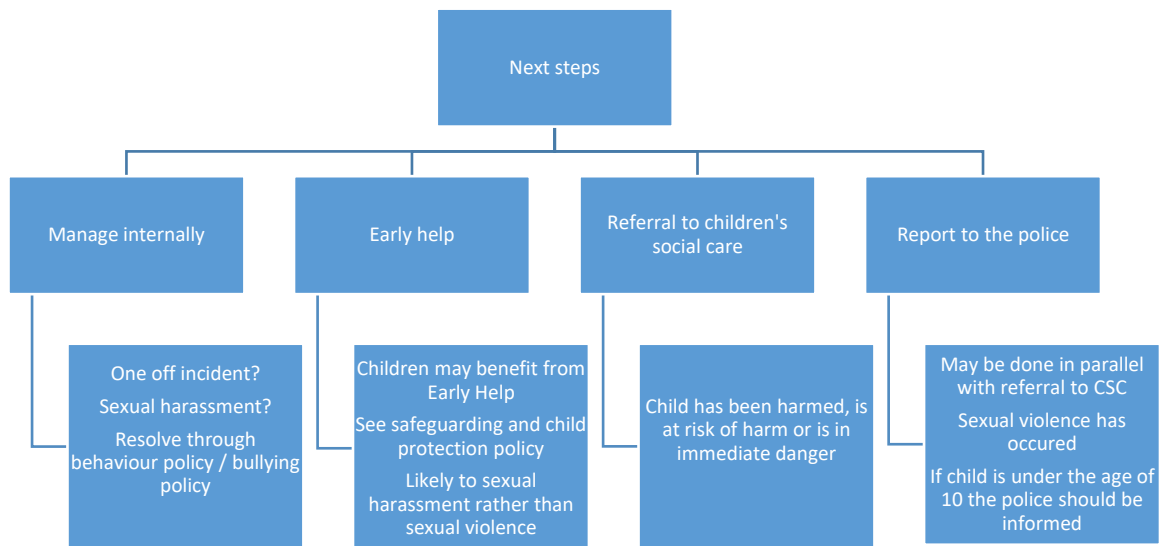 Next steps
Manage internally
Early help
Referral to children's
social care
Report to the police
One off incident?
Sexual harassment?
Resolve through
behaviour policy / bullying
policy
Children may benefit from
Early Help
See safeguarding and child
protection policy
Likely to sexual
harassment rather than
sexual violence
Child has been harmed, is
at risk of harm or is in
immediate danger
May be done in parallel
with referral to CSC
Sexual violence has
occured
If child is under the age of
10 the police should be
informed